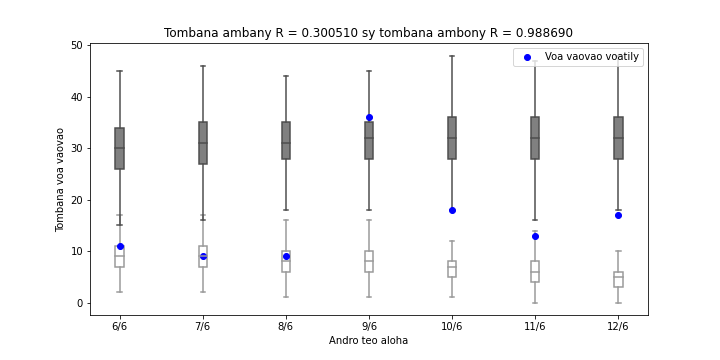 Tombana ambany R = 0.300510 sy tombana ambony R = 0.988690
Voa vaovao voatily
Tombana voa vaovao
50
40
30
20
10
0
6/6 7/6 8/6 9/6 10/6 11/6 12/6
Andro teo aloha